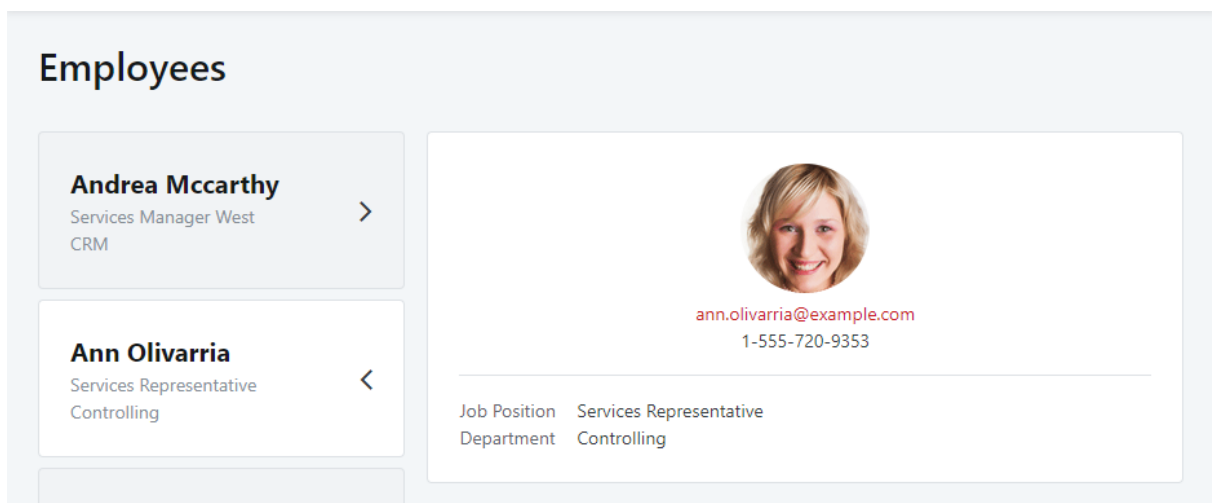 Employees
Andrea Mccarthy
Services Manager West
CRM
Ann Olivarria
Services Representative
Controlling
ann.olivarria@example.com
1-555-720-9353
Job Position Services Representative
Department Controlling